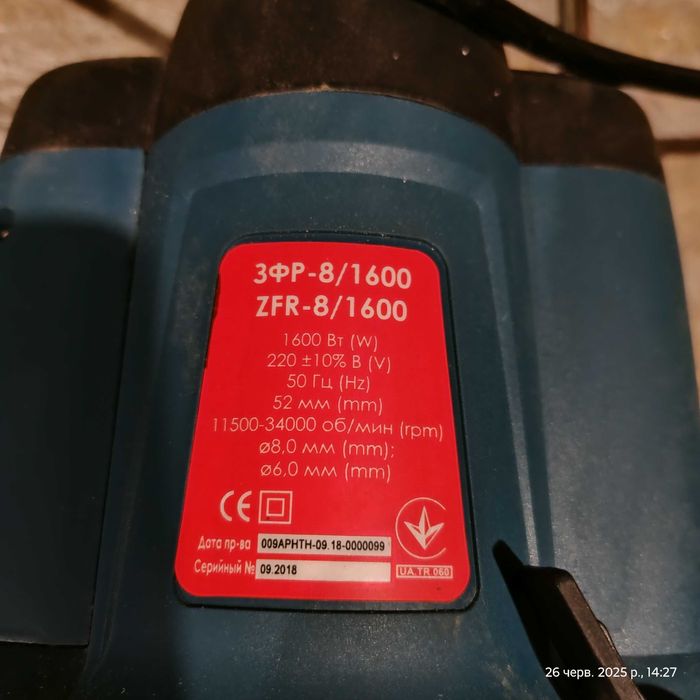 ЗФР-8/1600
ZFR-8/1600
1600 Вт (W)
220 ±10% В (V)
50 Гц (Hz)
52 мм (mm)
11500-34000 об/мин (rpm)
ø8,0 мм (mm);
ø6,0 мм (mm)
CE
Дата пр-ва 009АРНТН-09.18-0000099
Серийный № 09.2018
UA.TR.060
26 черв. 2025 р., 14:27